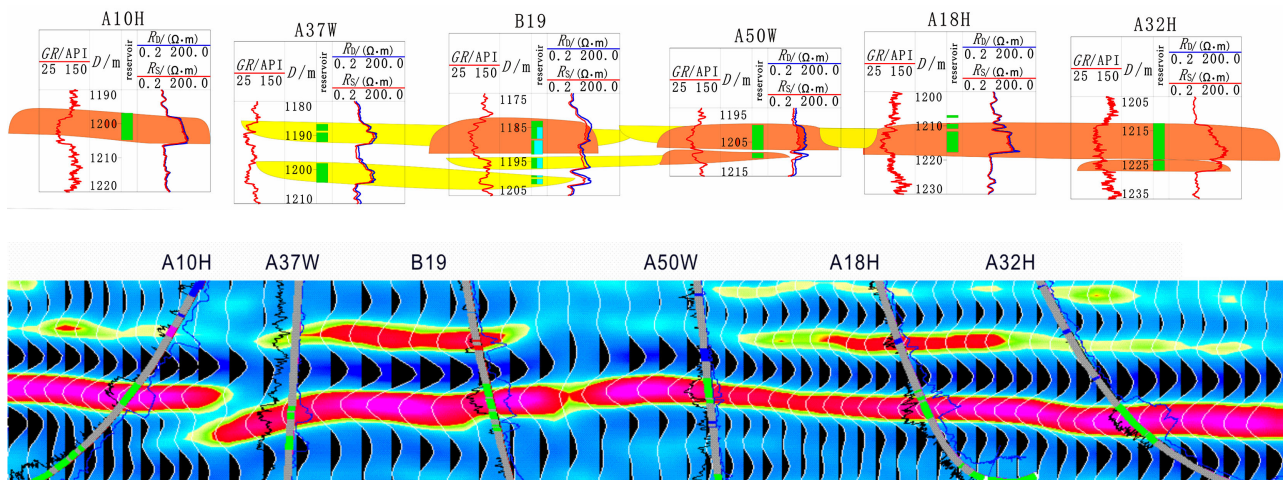 A10H
GR/API
25 150
D/m
reservoir
RD/(Ω·m)
0.2 200.0
RS/(Ω·m)
0.2 200.0
1190
1200
1210
1220
A37W
GR/API
25 150
D/m
reservoir
RD/(Ω·m)
0.2 200.0
RS/(Ω·m)
0.2 200.0
1180
1190
1200
1210
B19
GR/API
25 150
D/m
reservoir
RD/(Ω·m)
0.2 200.0
RS/(Ω·m)
0.2 200.0
1175
1185
1195
1205
A50W
GR/API
25 150
D/m
reservoir
RD/(Ω·m)
0.2 200.0
RS/(Ω·m)
0.2 200.0
1195
1205
1215
A18H
GR/API
25 150
D/m
reservoir
RD/(Ω·m)
0.2 200.0
RS/(Ω·m)
0.2 200.0
1200
1210
1220
1230
A32H
GR/API
25 150
D/m
reservoir
RD/(Ω·m)
0.2 200.0
RS/(Ω·m)
0.2 200.0
1205
1215
1225
1235
A10H A37W B19 A50W A18H A32H